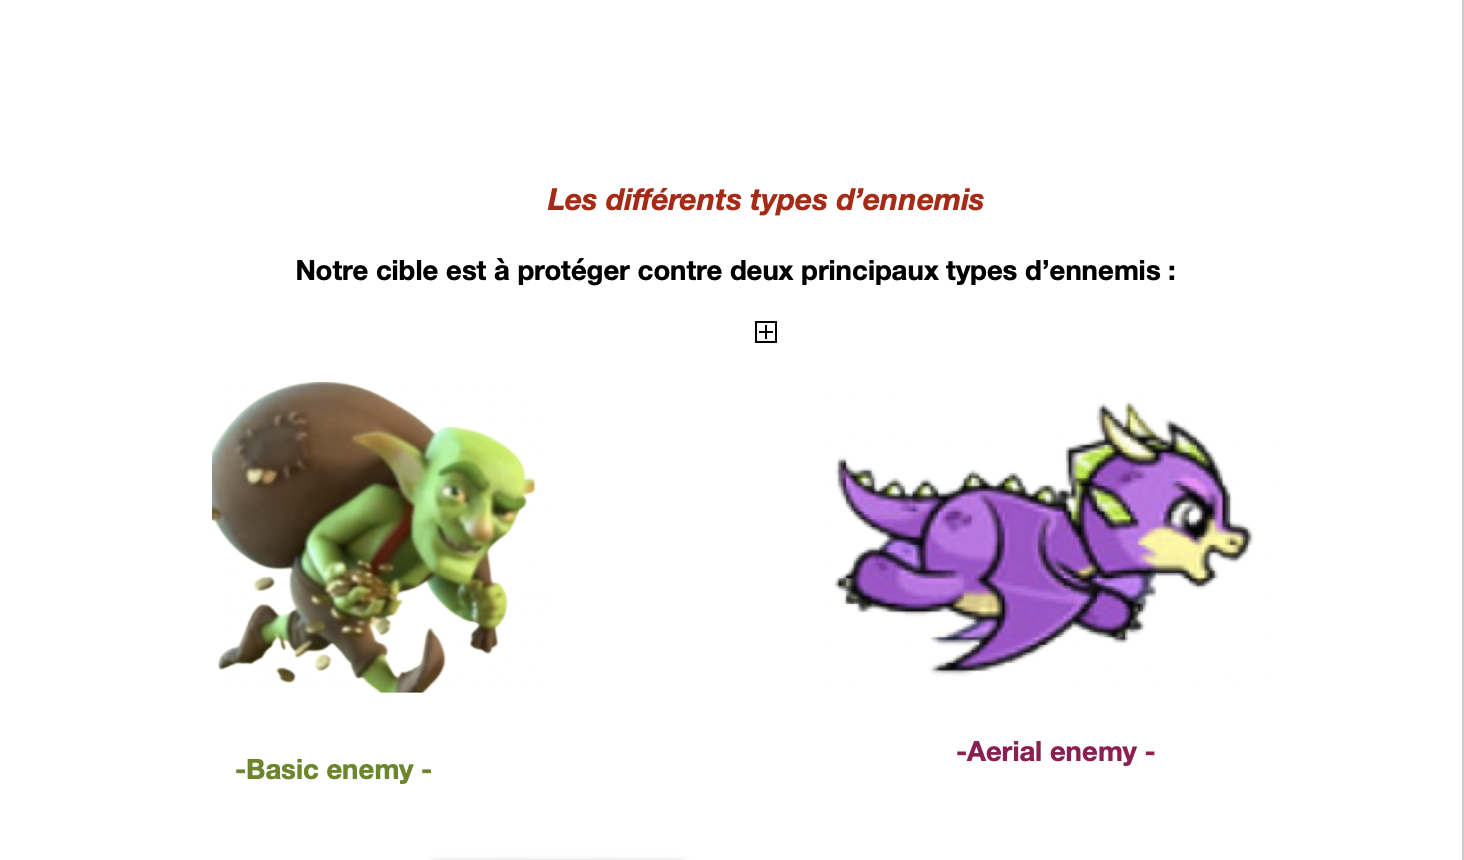 Les différents types d’ennemis
Notre cible est à protéger contre deux principaux types d’ennemis :
-Basic enemy -
-Aerial enemy -